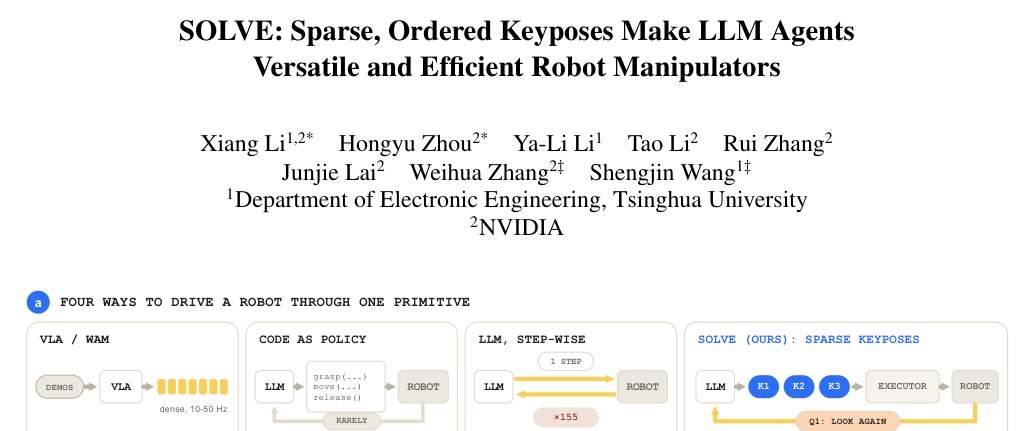 SOLVE: Sparse, Ordered Keyposes Make LLM Agents
Versatile and Efficient Robot Manipulators
Xiang Li1,2* Hongyu Zhou2* Ya-Li Li1 Tao Li2 Rui Zhang2
Junjie Lai2 Weihua Zhang2‡ Shengjin Wang1‡
1Department of Electronic Engineering, Tsinghua University
2NVIDIA
a FOUR WAYS TO DRIVE A ROBOT THROUGH ONE PRIMITIVE
VLA / WAM
DEMOS VLA
dense, 10-50 Hz
CODE AS POLICY
LLM
grasp(...)
move(...)
release()
ROBOT
RARELY
LLM, STEP-WISE
1 STEP
LLM ROBOT
×155
SOLVE (OURS): SPARSE KEYPOSES
LLM K1 K2 K3 EXECUTOR ROBOT
Q1: LOOK AGAIN